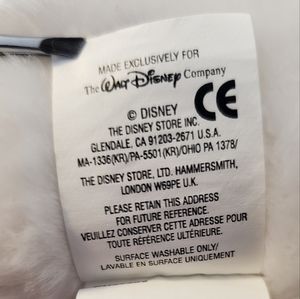 MADE EXCLUSIVELY FOR
The Walt Disney Company
© DISNEY
CE
THE DISNEY STORE INC.
GLENDALE, CA 91203-2671 U.S.A.
MA-1336(KR)/PA-5501(KR)/OHIO PA 1378/
THE DISNEY STORE, LTD. HAMMERSMITH,
LONDON W69PE U.K.
PLEASE RETAIN THIS ADDRESS
FOR FUTURE REFERENCE.
VEUILLEZ CONSERVER CETTE ADRESSE POUR
TOUTE RÉFÉRENCE ULTÉRIEURE.
SURFACE WASHABLE ONLY/
LAVABLE EN SURFACE UNIQUEMENT